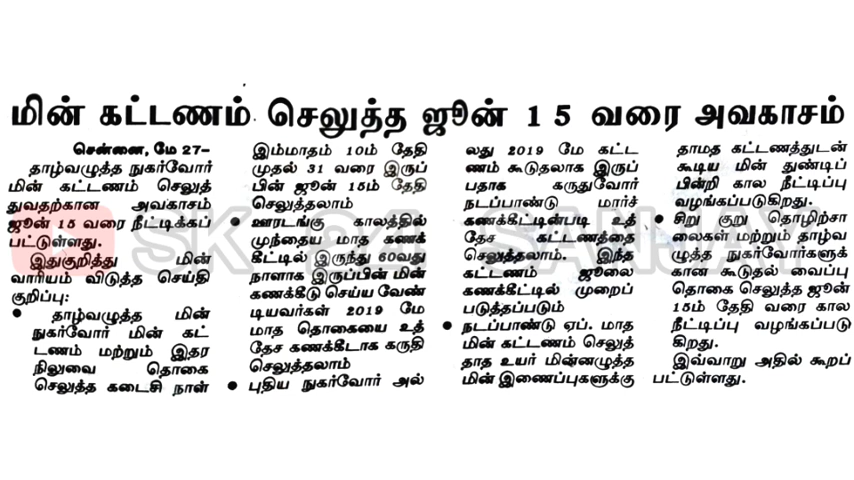 மின் கட்டணம் செலுத்த ஜூன் 15 வரை அவகாசம்
சென்னை, மே 27–
தாழ்வழுத்த நுகர்வோர்
மின் கட்டணம் செலுத்
துவதற்கான அவகாசம்
ஜூன் 15 வரை நீட்டிக்கப்
பட்டுள்ளது.
இதுகுறித்து மின்
வாரியம் விடுத்த செய்தி
குறிப்பு:
● தாழ்வழுத்த மின்
நுகர்வோர் மின் கட்
டணம் மற்றும் இதர
நிலுவை தொகை
செலுத்த கடைசி நாள்
இம்மாதம் 10ம் தேதி
முதல் 31 வரை இருப்
பின் ஜூன் 15ம் தேதி
செலுத்தலாம்
● ஊரடங்கு காலத்தில்
முந்தைய மாத கணக்
கீட்டில் இருந்து 60வது
நாளாக இருப்பின் மின்
கணக்கீடு செய்ய வேண்
டியவர்கள் 2019 மே
மாத தொகையை உத்
தேச கணக்கீடாக கருதி
செலுத்தலாம்
● புதிய நுகர்வோர் அல்
லது 2019 மே கட்ட
ணம் கூடுதலாக இருப்
பதாக கருதுவோர்
நடப்பாண்டு மார்ச்
கணக்கீட்டின்படி உத்
தேச கட்டணத்தை
செலுத்தலாம். இந்த
கட்டணம் ஜூலை
கணக்கீட்டில் முறைப்
படுத்தப்படும்
● நடப்பாண்டு ஏப். மாத
மின் கட்டணம் செலுத்
தாத உயர் மின்னழுத்த
மின் இணைப்புகளுக்கு
தாமத கட்டணத்துடன்
கூடிய மின் துண்டிப்
பின்றி கால நீட்டிப்பு
வழங்கப்படுகிறது.
● சிறு குறு தொழிற்சா
லைகள் மற்றும் தாழ்வ
ழுத்த நுகர்வோர்களுக்
கான கூடுதல் வைப்பு
தொகை செலுத்த ஜூன்
15ம் தேதி வரை கால
நீட்டிப்பு வழங்கப்படு
கிறது.
இவ்வாறு அதில் கூறப்
பட்டுள்ளது.